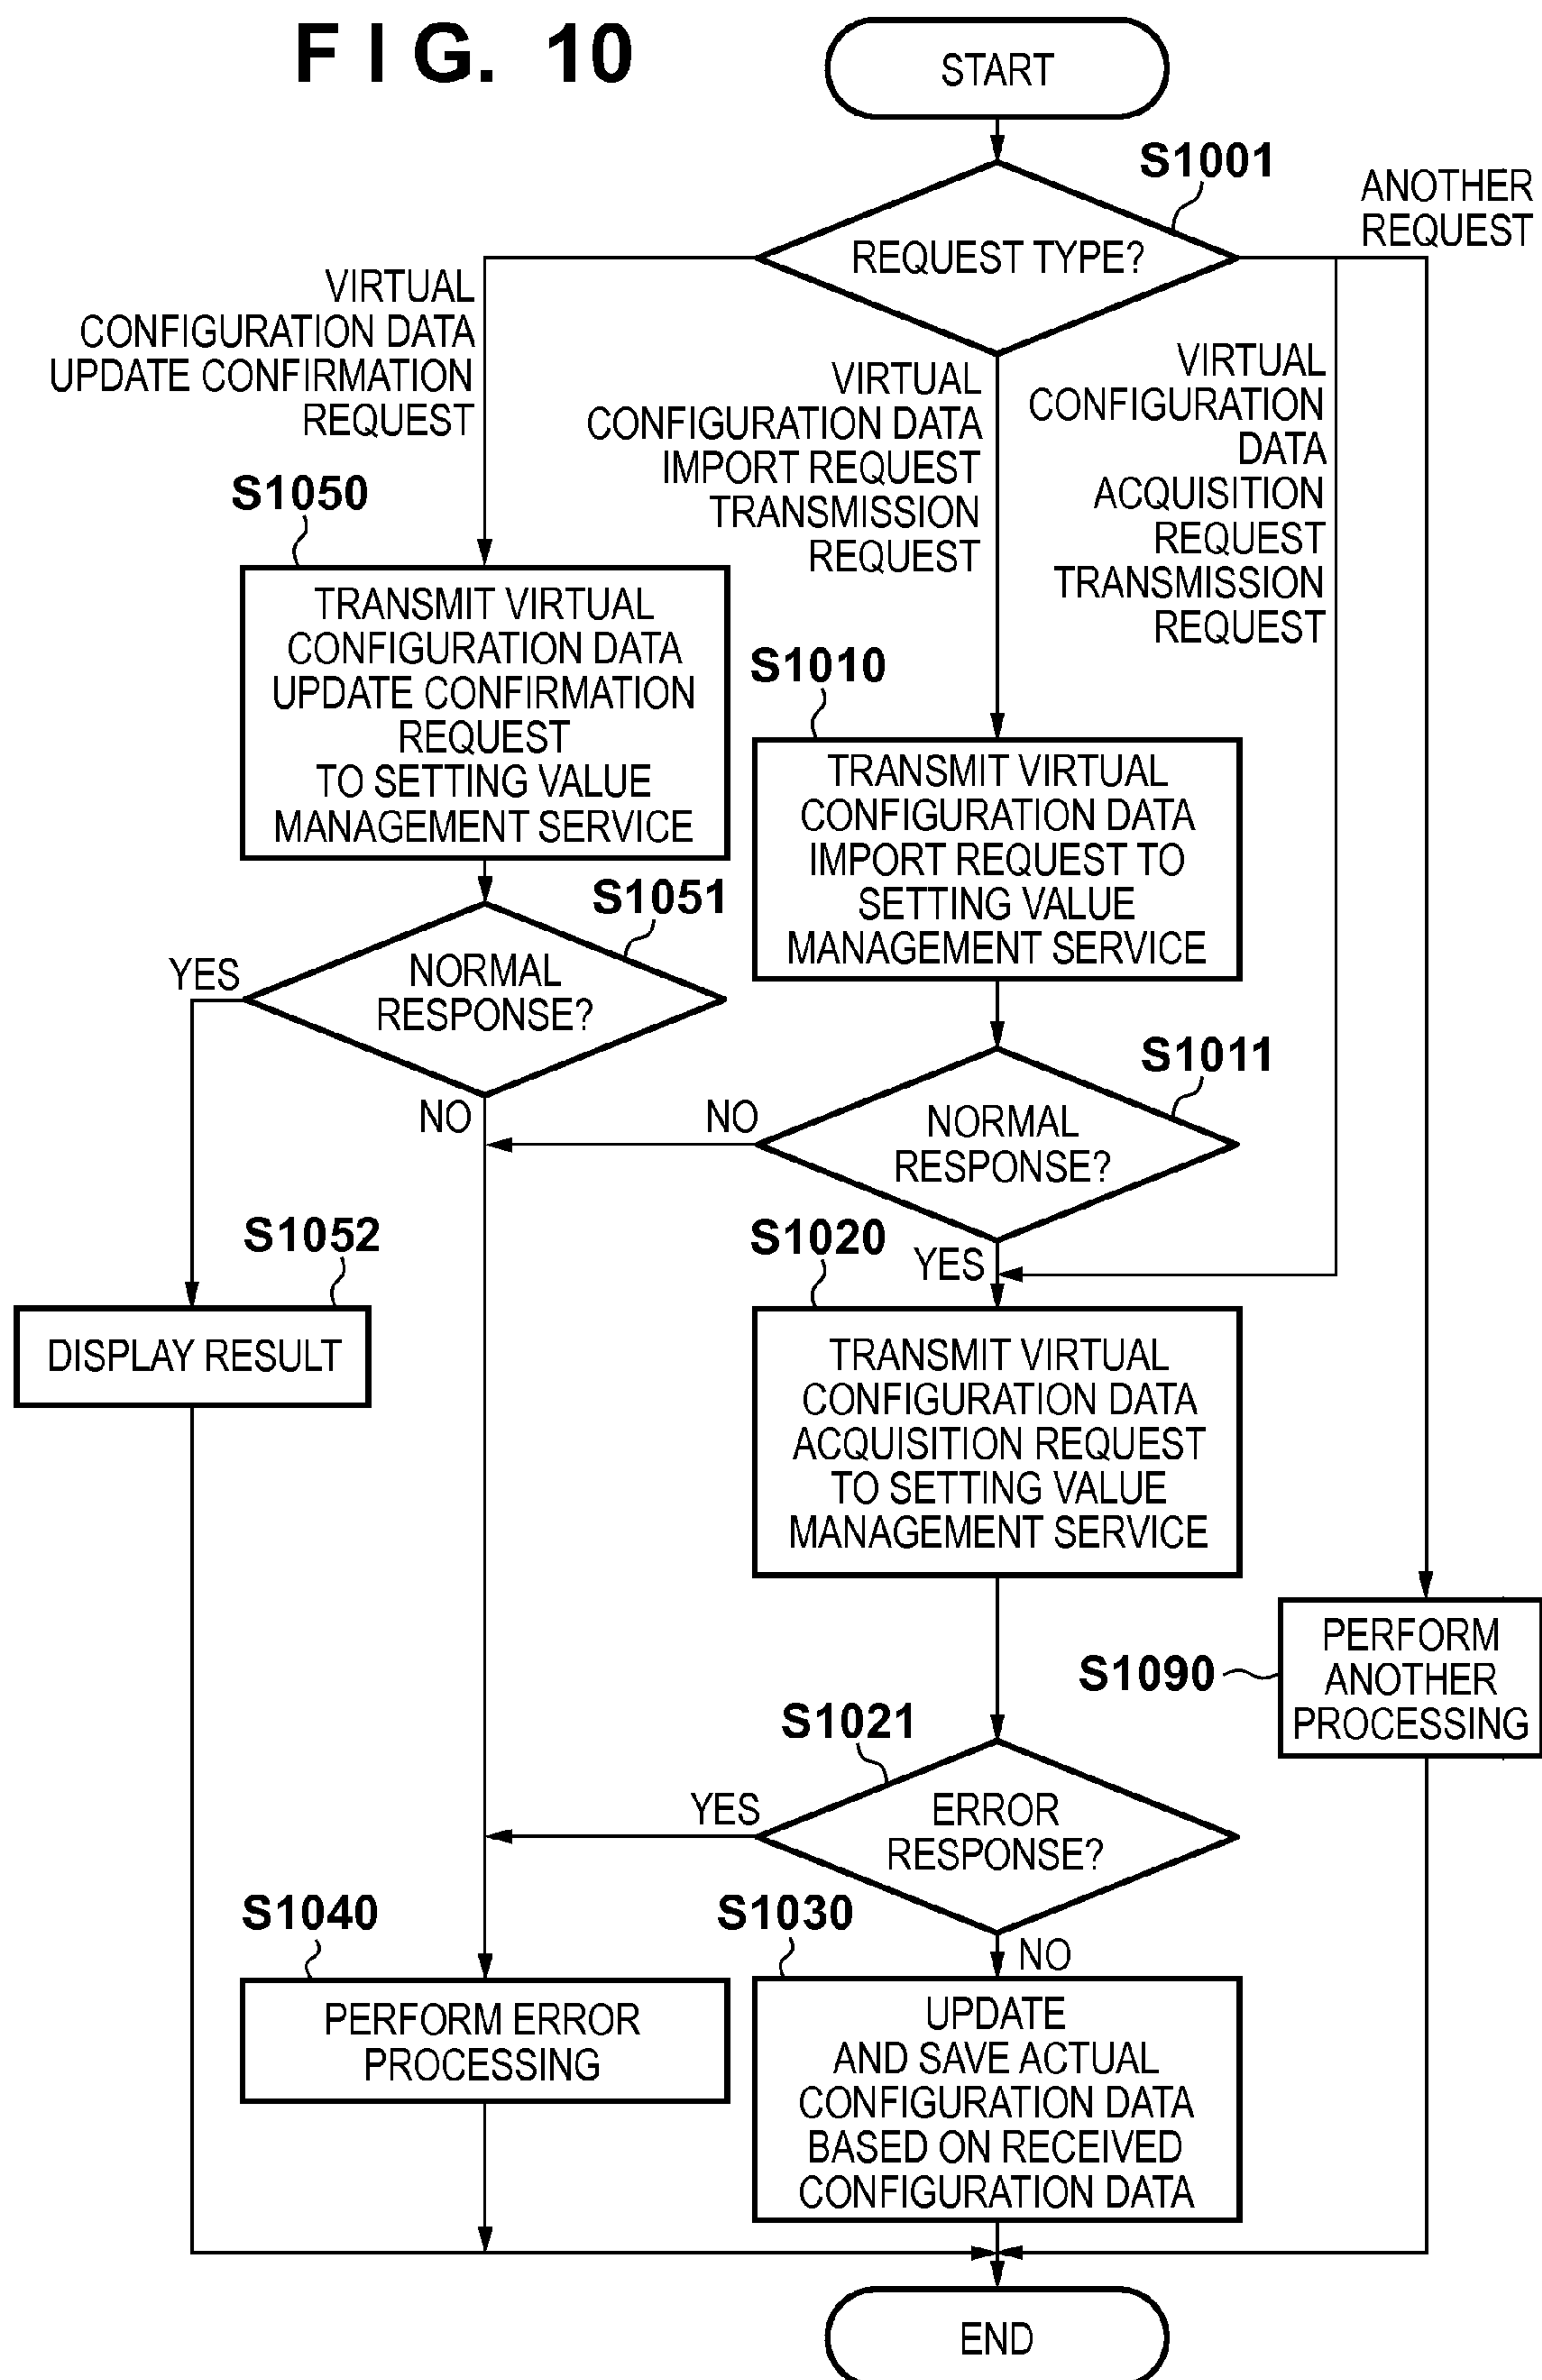 FIG. 10
START
S1001
ANOTHER
REQUEST
REQUEST TYPE?
VIRTUAL
CONFIGURATION DATA
UPDATE CONFIRMATION
REQUEST
VIRTUAL
CONFIGURATION DATA
IMPORT REQUEST
TRANSMISSION
REQUEST
VIRTUAL
CONFIGURATION
DATA
ACQUISITION
REQUEST
TRANSMISSION
REQUEST
S1050
TRANSMIT VIRTUAL
CONFIGURATION DATA
UPDATE CONFIRMATION
REQUEST
TO SETTING VALUE
MANAGEMENT SERVICE
S1010
TRANSMIT VIRTUAL
CONFIGURATION DATA
IMPORT REQUEST TO
SETTING VALUE
MANAGEMENT SERVICE
S1051
YES
NORMAL
RESPONSE?
NO
S1011
NO
NORMAL
RESPONSE?
YES
S1052
DISPLAY RESULT
S1020
TRANSMIT VIRTUAL
CONFIGURATION DATA
ACQUISITION REQUEST
TO SETTING VALUE
MANAGEMENT SERVICE
S1090
PERFORM
ANOTHER
PROCESSING
S1021
YES
ERROR
RESPONSE?
NO
S1040
PERFORM ERROR
PROCESSING
S1030
UPDATE
AND SAVE ACTUAL
CONFIGURATION DATA
BASED ON RECEIVED
CONFIGURATION DATA
END